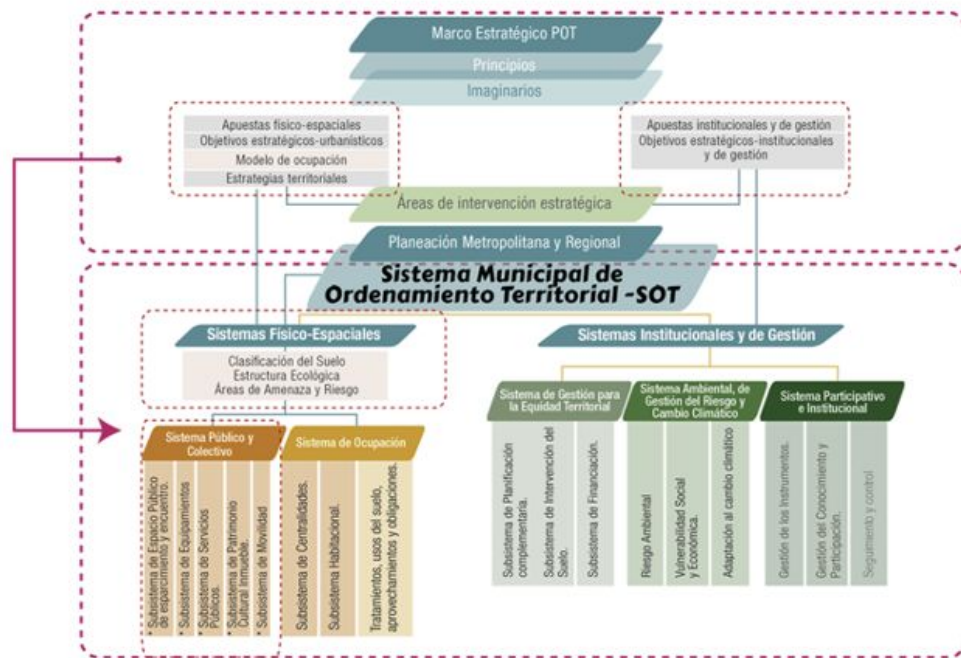 Marco Estratégico POT
Principios
Imaginarios
Apuestas físico-espaciales
Objetivos estratégicos-urbanísticos
Modelo de ocupación
Estrategias territoriales
Apuestas institucionales y de gestión
Objetivos estratégicos-institucionales
y de gestión
Áreas de intervención estratégica
Planeación Metropolitana y Regional
Sistema Municipal de
Ordenamiento Territorial -SOT
Sistemas Físico-Espaciales
Clasificación del Suelo
Estructura Ecológica
Áreas de Amenaza y Riesgo
Sistemas Institucionales y de Gestión
Sistema Público y
Colectivo
* Subsistema de Espacio Público
de esparcimiento y encuentro.
* Subsistema de Equipamientos
* Subsistema de Servicios
Públicos.
* Subsistema de Patrimonio
Cultural Inmueble.
* Subsistema de Movilidad
Sistema de Ocupación
Subsistema de Centralidades.
Subsistema Habitacional.
Tratamientos, usos del suelo,
aprovechamientos y obligaciones.
Sistema de Gestión para
la Equidad Territorial
Subsistema de Planificación
complementaria.
Subsistema de Intervención del
Suelo.
Subsistema de Financiación.
Sistema Ambiental, de
Gestión del Riesgo y
Cambio Climático
Riesgo Ambiental
Vulnerabilidad Social
y Económica.
Adaptación al cambio climático
Sistema Participativo
e Institucional
Gestión de los Instrumentos.
Gestión del Conocimiento y
Participación.
Seguimiento y control